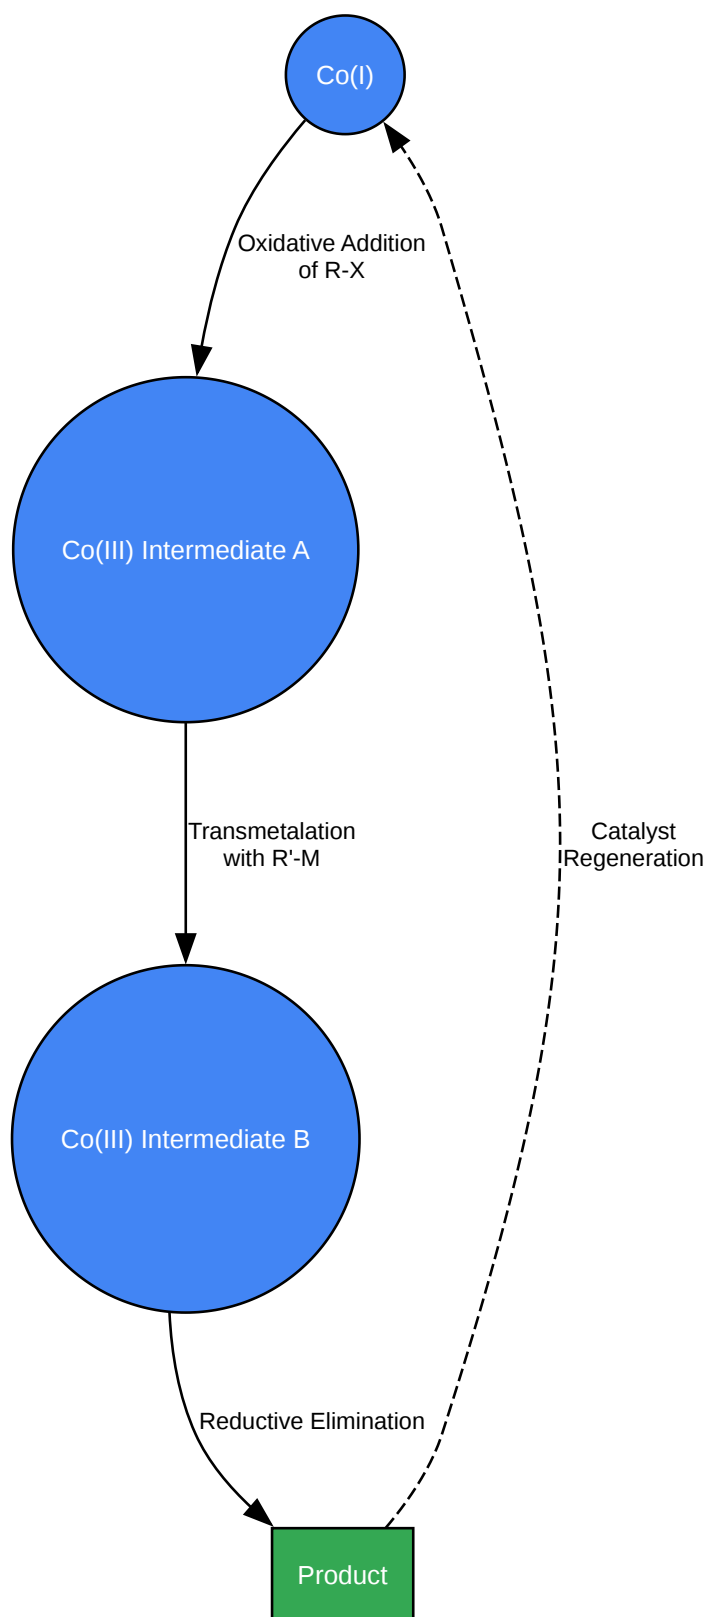 Co(I)
Oxidative Addition
of R-X
Co(III) Intermediate A
Transmetalation
with R'-M
Catalyst
Regeneration
Co(III) Intermediate B
Reductive Elimination
Product